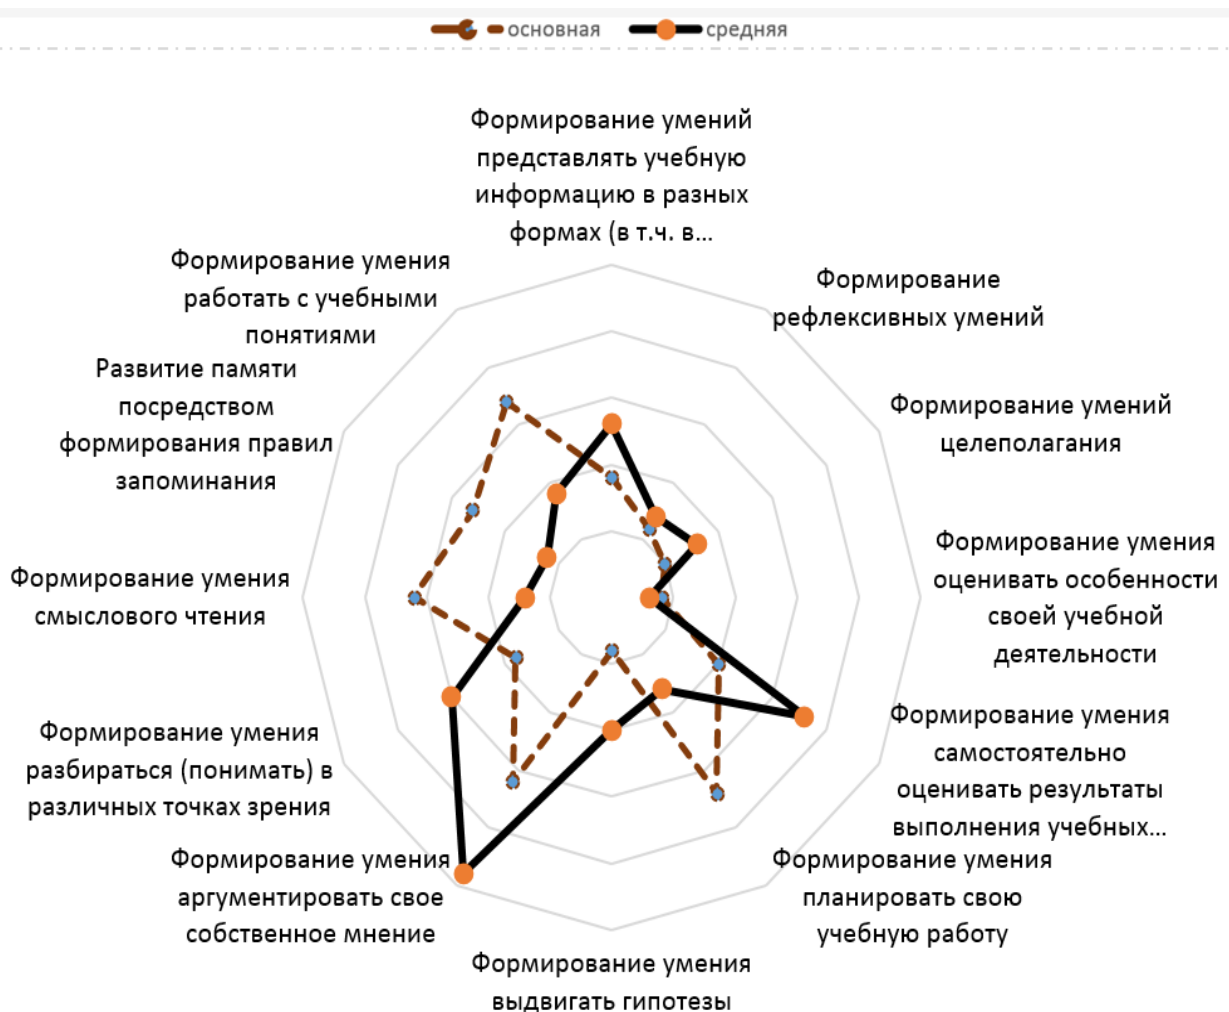 основная
средняя
Формирование умений
представлять учебную
информацию в разных
формах (в т.ч. в...
Формирование
рефлексивных умений
Формирование умений
целеполагания
Формирование умения
оценивать особенности
своей учебной
деятельности
Формирование умения
самостоятельно
оценивать результаты
выполнения учебных...
Формирование умения
планировать свою
учебную работу
Формирование умения
выдвигать гипотезы
Формирование умения
аргументировать свое
собственное мнение
Формирование умения
разбираться (понимать) в
различных точках зрения
Формирование умения
смыслового чтения
Развитие памяти
посредством
формирования правил
запоминания
Формирование умения
работать с учебными
понятиями